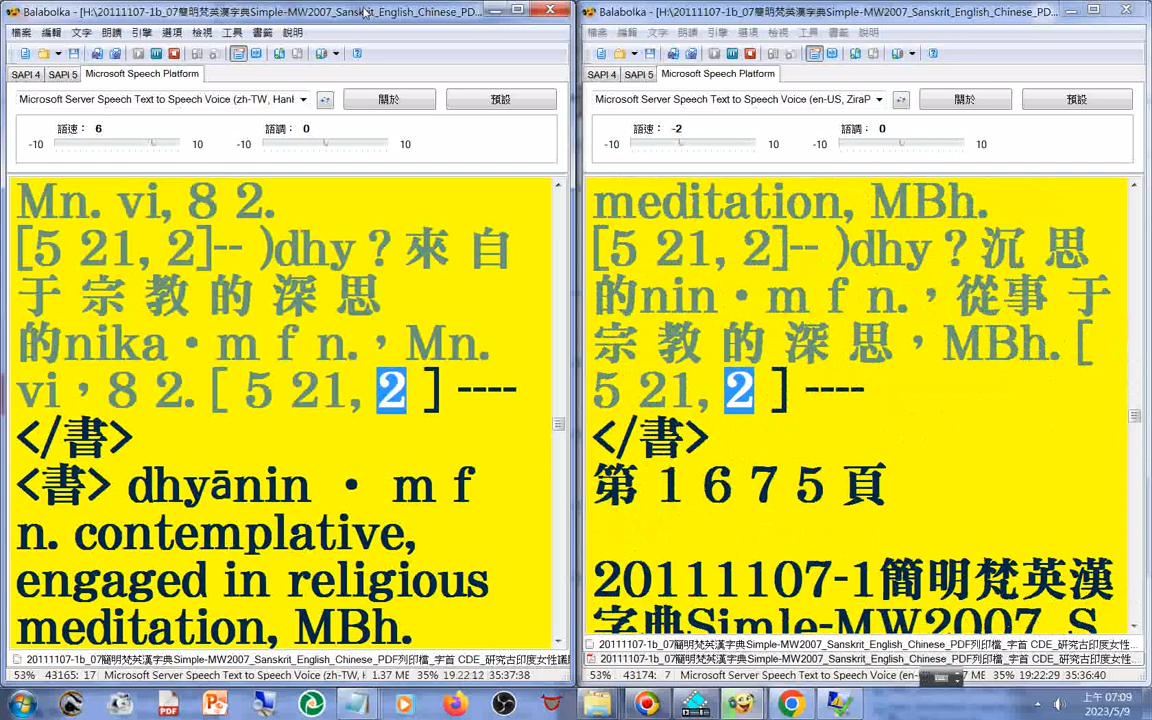 Balabolka - [H:\20111107-1b_07簡明梵英漢字典Simple-MW2007_Sanskrit_English_Chinese_PD...
檔案 編輯 文字 朗讀 引擎 選項 檢視 工具 書籤 說明
SAPI 4 SAPI 5 Microsoft Speech Platform
Microsoft Server Speech Text to Speech Voice (zh-TW, Hanl
關於 預設
語速： 6 語調： 0
-10 10 -10 10
Mn. vi, 8 2.
[5 21, 2]-- )dhy？來 自
于 宗 教 的 深 思
的nika・m f n.，Mn.
vi，8 2. [ 5 21, 2 ] ----
</書>
<書> dhyānin ・ m f
n. contemplative,
engaged in religious
meditation, MBh.
20111107-1b_07簡明梵英漢字典Simple-MW2007_Sanskrit_English_Chinese_PDF列印檔_字首 CDE_研究古印度女性議
53% 43165: 17 Microsoft Server Speech Text to Speech Voice (zh-TW, H 1.37 MB 35% 19:22:12 35:37:38
Balabolka - [H:\20111107-1b_07簡明梵英漢字典Simple-MW2007_Sanskrit_English_Chinese_PD...
檔案 編輯 文字 朗讀 引擎 選項 檢視 工具 書籤 說明
SAPI 4 SAPI 5 Microsoft Speech Platform
Microsoft Server Speech Text to Speech Voice (en-US, ZiraP
關於 預設
語速： -2 語調： 0
-10 10 -10 10
meditation, MBh.
[5 21, 2]-- )dhy？沉 思
的nin・m f n.，從事 于
宗 教 的 深 思，MBh. [
5 21, 2 ] ----
</書>
第 1 6 7 5 頁
20111107-1簡明梵英漢
字典Simle-MW2007_S
20111107-1b_07簡明梵英漢字典Simple-MW2007_Sanskrit_English_Chinese_PDF列印檔_字首 CDE_研究古印度女性
20111107-1b_07簡明梵英漢字典Simple-MW2007_Sanskrit_English_Chinese_PDF列印檔_字首 CDE_研究古印度女性
53% 43174: 7 Microsoft Server Speech Text to Speech Voice (en-US 7 MB 35% 19:22:29 35:36:40
上午 07:09
2023/5/9